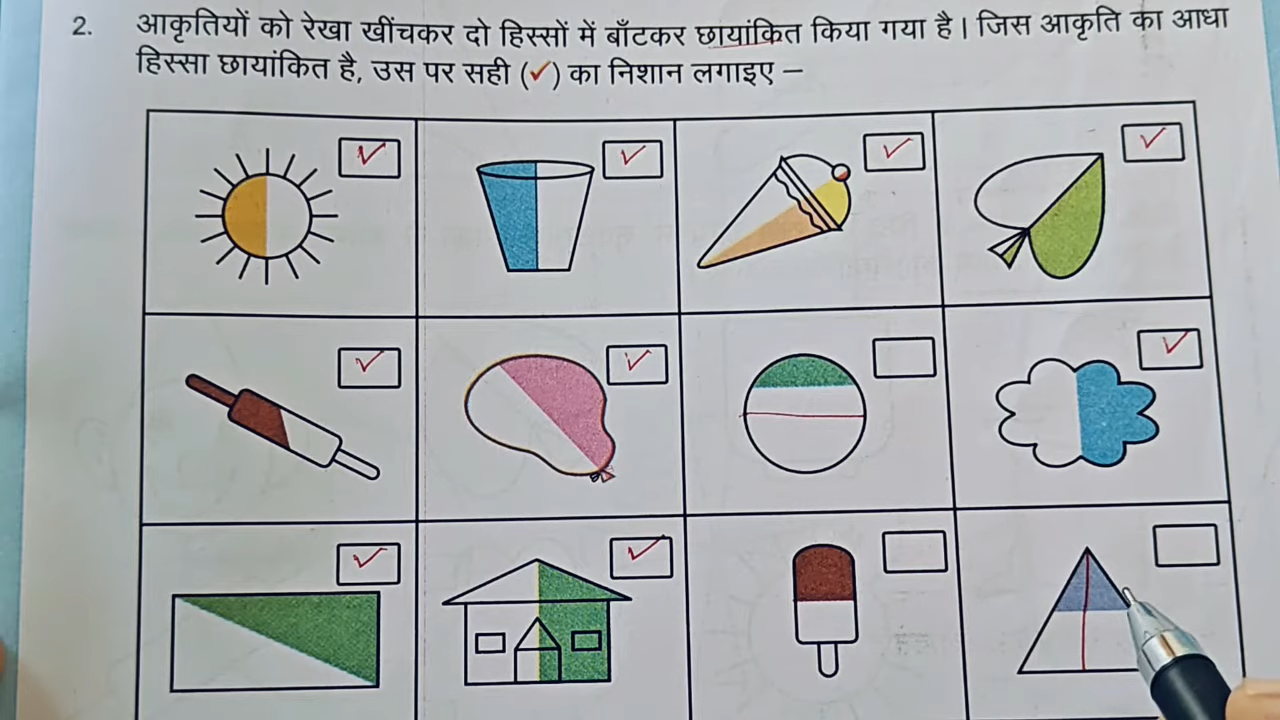 2. आकृतियों को रेखा खींचकर दो हिस्सों में बाँटकर छायांकित किया गया है। जिस आकृति का आधा
हिस्सा छायांकित है, उस पर सही (✓) का निशान लगाइए –